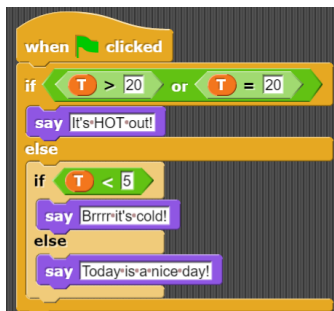 when clicked
if T > 20 or T = 20
say It's HOT out!
else
if T < 5
say Brrrr it's cold!
else
say Today is a nice day!